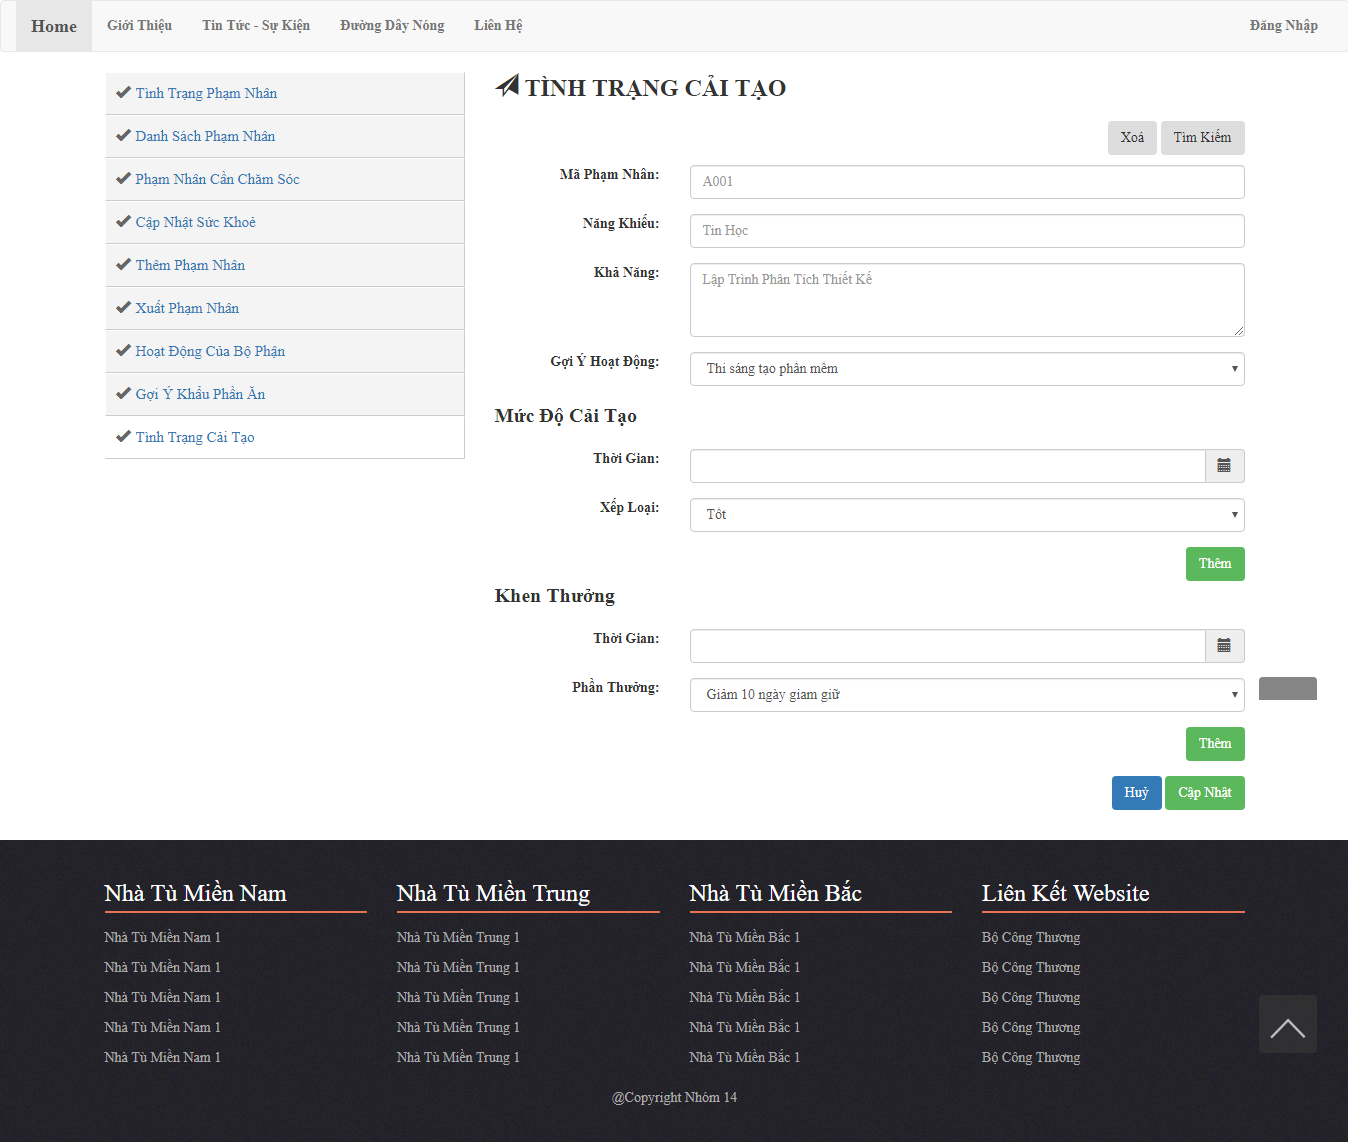 Home Giới Thiệu Tin Tức - Sự Kiện Đường Dây Nóng Liên Hệ Đăng Nhập
Tình Trạng Phạm Nhân
Danh Sách Phạm Nhân
Phạm Nhân Cần Chăm Sóc
Cập Nhật Sức Khoẻ
Thêm Phạm Nhân
Xuất Phạm Nhân
Hoạt Động Của Bộ Phận
Gợi Ý Khẩu Phần Ăn
Tình Trạng Cải Tạo
TÌNH TRẠNG CẢI TẠO
Xoá Tìm Kiếm
Mã Phạm Nhân: A001
Năng Khiếu: Tin Học
Khả Năng: Lập Trình Phân Tích Thiết Kế
Gợi Ý Hoạt Động: Thi sáng tạo phần mềm
Mức Độ Cải Tạo
Thời Gian:
Xếp Loại: Tốt
Thêm
Khen Thưởng
Thời Gian:
Phần Thưởng: Giảm 10 ngày giam giữ
Thêm
Huỷ Cập Nhật
Nhà Tù Miền Nam Nhà Tù Miền Trung Nhà Tù Miền Bắc Liên Kết Website
Nhà Tù Miền Nam 1 Nhà Tù Miền Trung 1 Nhà Tù Miền Bắc 1 Bộ Công Thương
Nhà Tù Miền Nam 1 Nhà Tù Miền Trung 1 Nhà Tù Miền Bắc 1 Bộ Công Thương
Nhà Tù Miền Nam 1 Nhà Tù Miền Trung 1 Nhà Tù Miền Bắc 1 Bộ Công Thương
Nhà Tù Miền Nam 1 Nhà Tù Miền Trung 1 Nhà Tù Miền Bắc 1 Bộ Công Thương
Nhà Tù Miền Nam 1 Nhà Tù Miền Trung 1 Nhà Tù Miền Bắc 1 Bộ Công Thương
@Copyright Nhóm 14